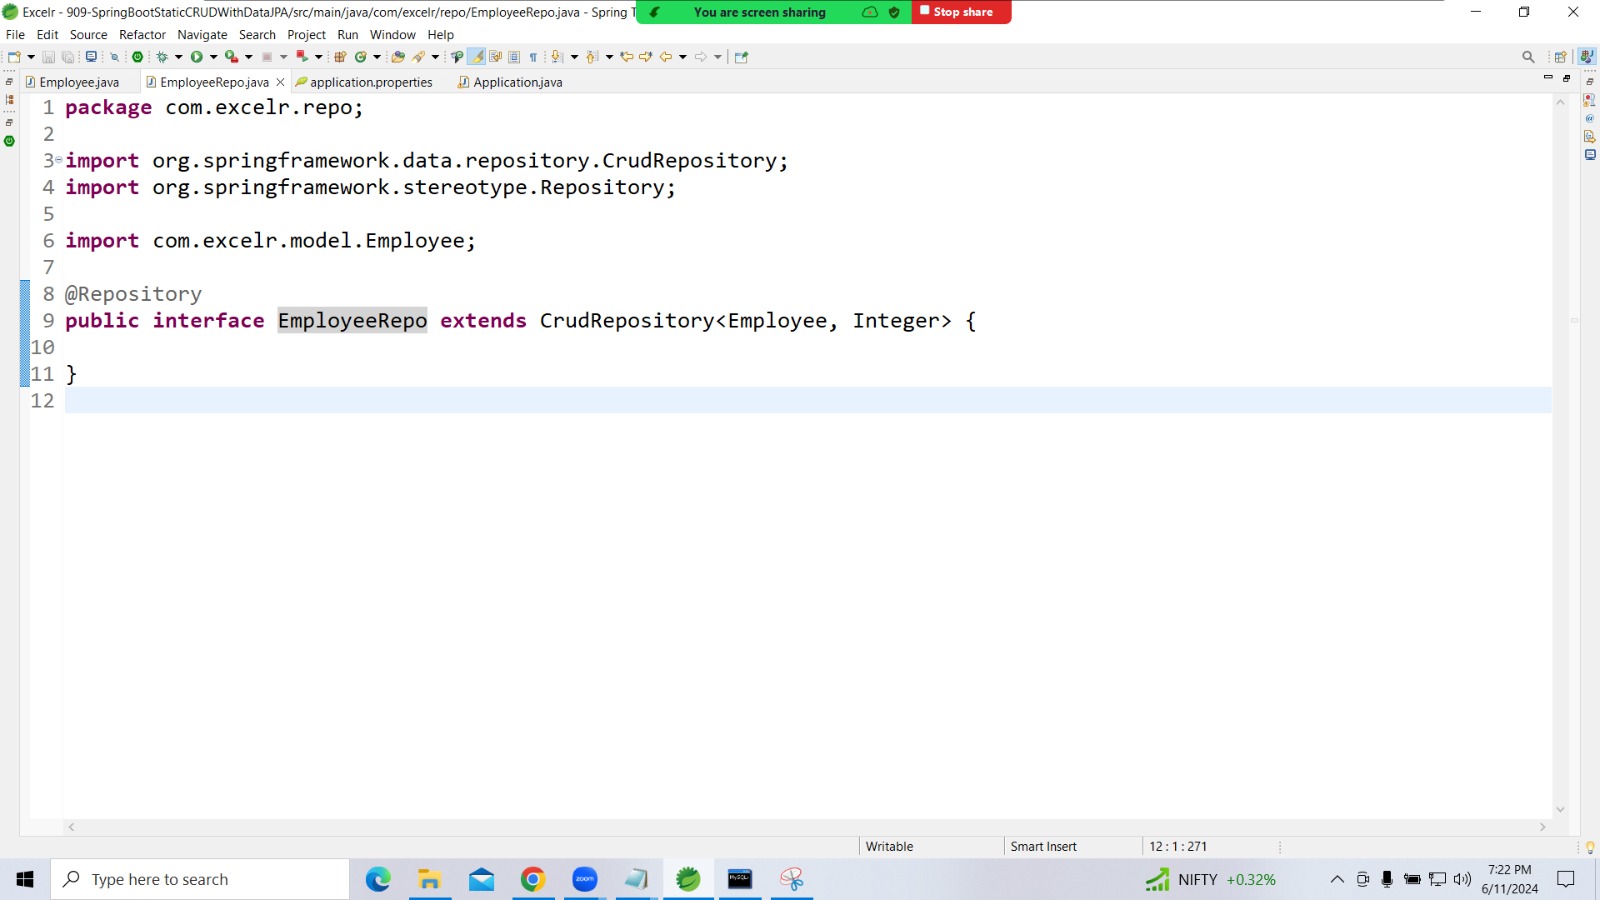 Excelr - 909-SpringBootStaticCRUDWithDataJPA/src/main/java/com/excelr/repo/EmployeeRepo.java - Spring T
You are screen sharing
Stop share
File Edit Source Refactor Navigate Search Project Run Window Help
Employee.java EmployeeRepo.java application.properties Application.java
1 package com.excelr.repo;
2
3 import org.springframework.data.repository.CrudRepository;
4 import org.springframework.stereotype.Repository;
5
6 import com.excelr.model.Employee;
7
8 @Repository
9 public interface EmployeeRepo extends CrudRepository<Employee, Integer> {
10
11 }
12
Writable Smart Insert 12 : 1 : 271
Type here to search
zoom
MySQL
NIFTY +0.32%
7:22 PM
6/11/2024